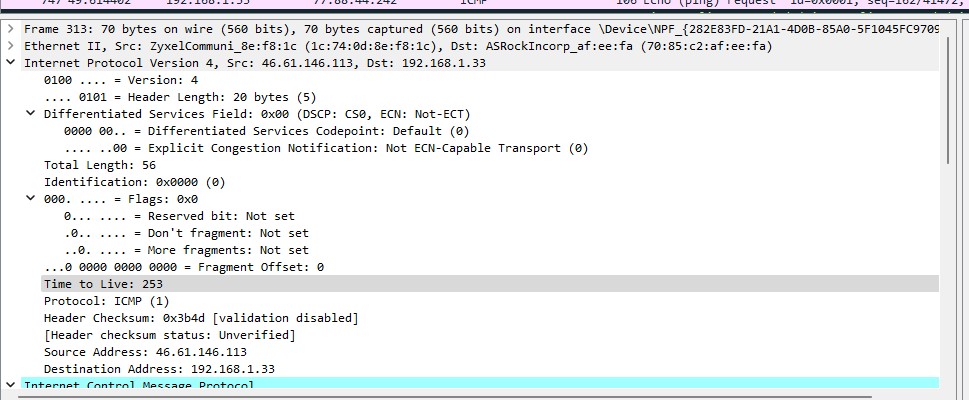 747 49.614402 192.168.1.33 77.88.44.242 ICMP 106 Echo (ping) request id=0x0001, seq=162/41472,
Frame 313: 70 bytes on wire (560 bits), 70 bytes captured (560 bits) on interface \Device\NPF_{282E83FD-21A1-4D0B-85A0-5F1045FC9709
Ethernet II, Src: ZyxelCommuni_8e:f8:1c (1c:74:0d:8e:f8:1c), Dst: ASRockIncorp_af:ee:fa (70:85:c2:af:ee:fa)
Internet Protocol Version 4, Src: 46.61.146.113, Dst: 192.168.1.33
0100 .... = Version: 4
.... 0101 = Header Length: 20 bytes (5)
Differentiated Services Field: 0x00 (DSCP: CS0, ECN: Not-ECT)
0000 00.. = Differentiated Services Codepoint: Default (0)
.... ..00 = Explicit Congestion Notification: Not ECN-Capable Transport (0)
Total Length: 56
Identification: 0x0000 (0)
000. .... = Flags: 0x0
0... .... = Reserved bit: Not set
.0.. .... = Don't fragment: Not set
..0. .... = More fragments: Not set
...0 0000 0000 0000 = Fragment Offset: 0
Time to Live: 253
Protocol: ICMP (1)
Header Checksum: 0x3b4d [validation disabled]
[Header checksum status: Unverified]
Source Address: 46.61.146.113
Destination Address: 192.168.1.33
Internet Control Message Protocol